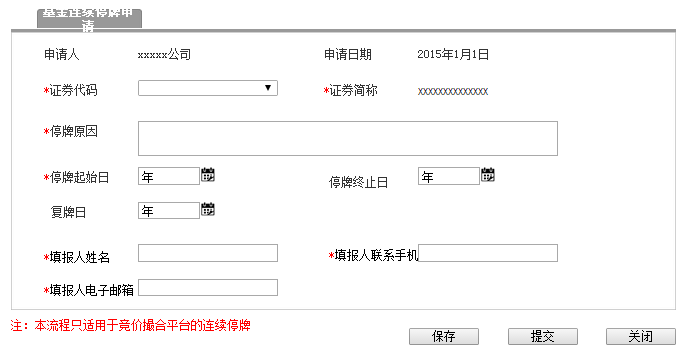 基金连续停牌申
请
申请人 xxxxx公司 申请日期 2015年1月1日
*证券代码 *证券简称 xxxxxxxxxxxxx
*停牌原因
*停牌起始日 年 停牌终止日 年
复牌日 年
*填报人姓名 *填报人联系手机
*填报人电子邮箱
注：本流程只适用于竞价撮合平台的连续停牌
保存 提交 关闭